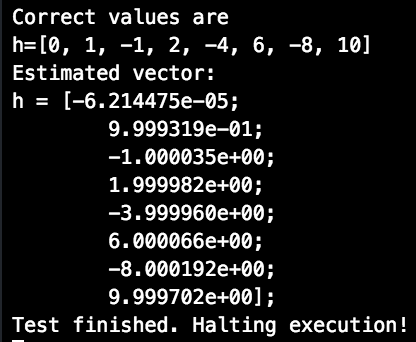 Correct values are
h=[0, 1, -1, 2, -4, 6, -8, 10]
Estimated vector:
h = [-6.214475e-05;
9.999319e-01;
-1.000035e+00;
1.999982e+00;
-3.999960e+00;
6.000066e+00;
-8.000192e+00;
9.999702e+00];
Test finished. Halting execution!